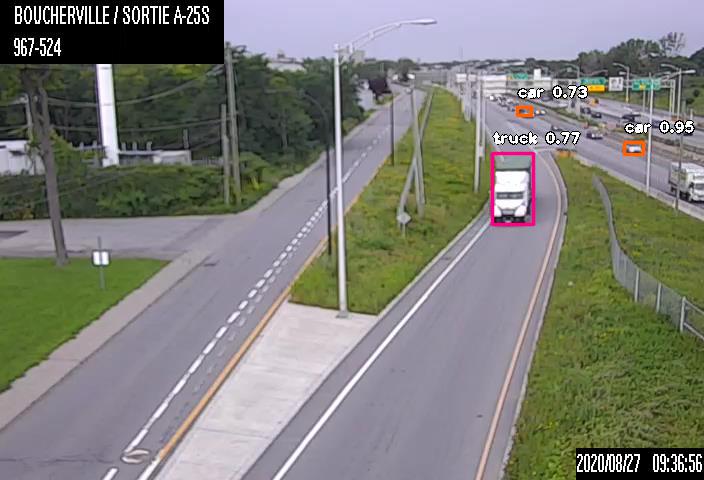 BOUCHERVILLE / SORTIE A-25S
967-524
car 0.73
car 0.95
truck 0.77
2020/08/27 09:36:56